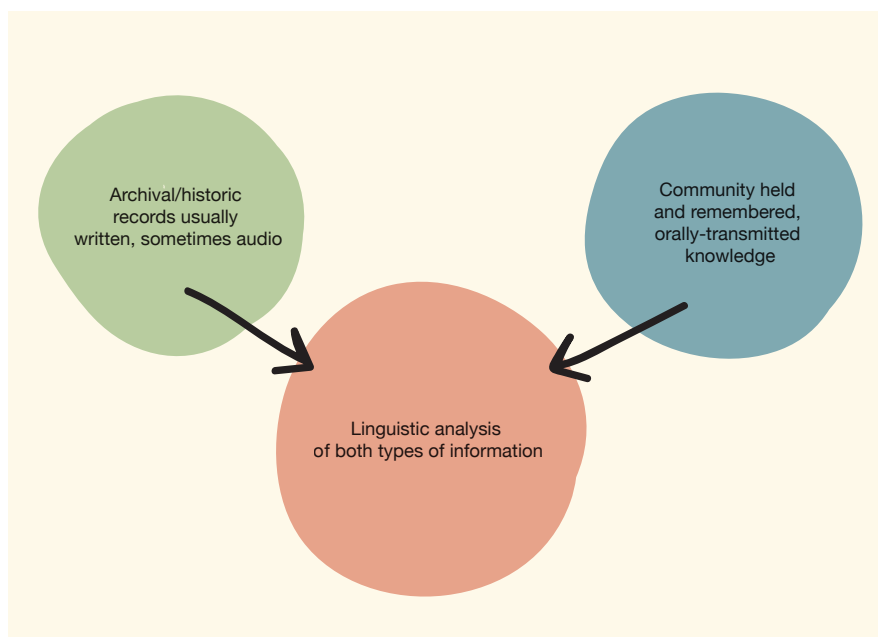 Archival/historic
records usually
written, sometimes audio
Community held
and remembered,
orally-transmitted
knowledge
Linguistic analysis
of both types of information